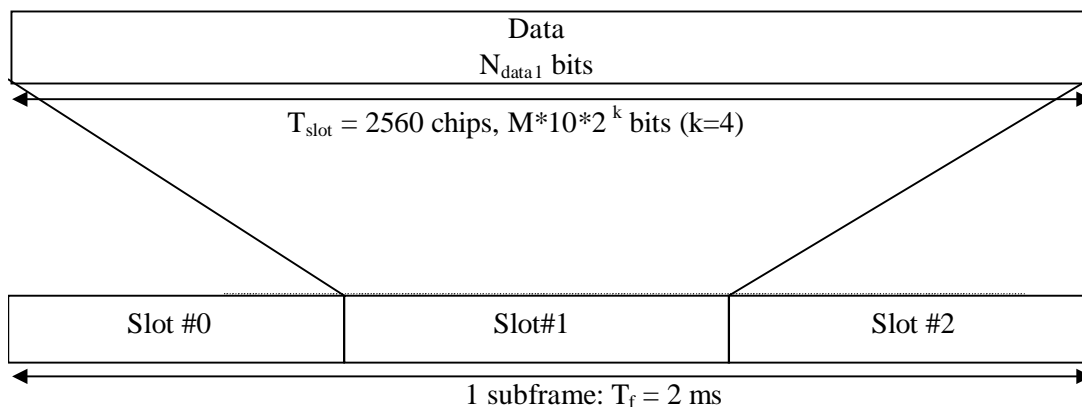 Data
N_data1 bits
T_slot = 2560 chips, M*10*2^k bits (k=4)
Slot #0 Slot#1 Slot #2
1 subframe: T_f = 2 ms